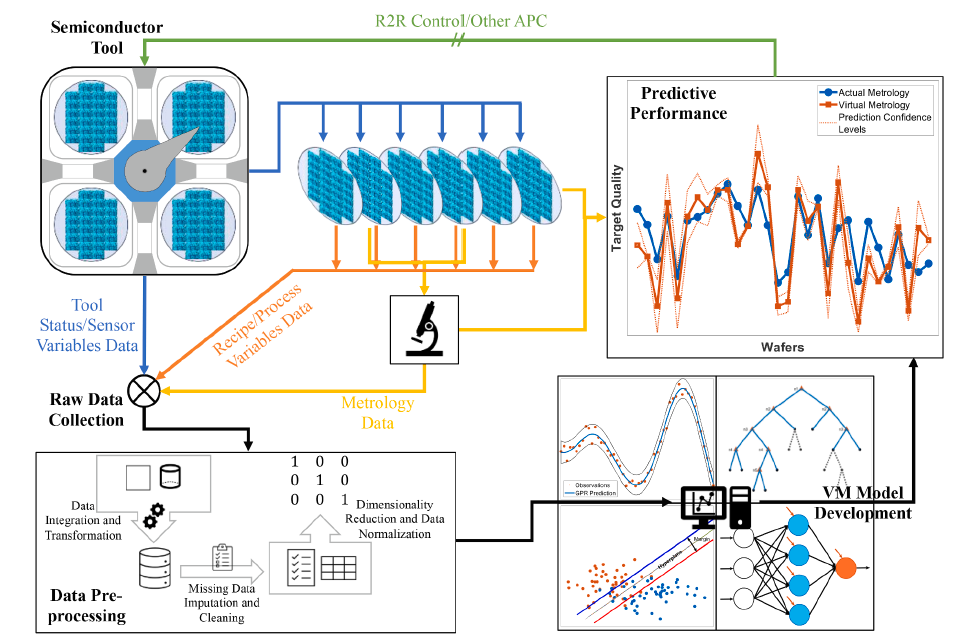 R2R Control/Other APC
Semiconductor
Tool
Predictive
Performance
Actual Metrology
Virtual Metrology
Prediction Confidence
Levels
Target Quality
Wafers
Tool
Status/Sensor
Variables Data
Recipe/Process
Variables Data
Raw Data
Collection
Metrology
Data
Data
Integration and
Transformation
1 0 0
0 1 0
0 0 1
Dimensionality
Reduction and Data
Normalization
Missing Data
Imputation and
Cleaning
Data Pre-
processing
Observations
GPR Prediction
VM Model
Development
Margin
Hyperplane